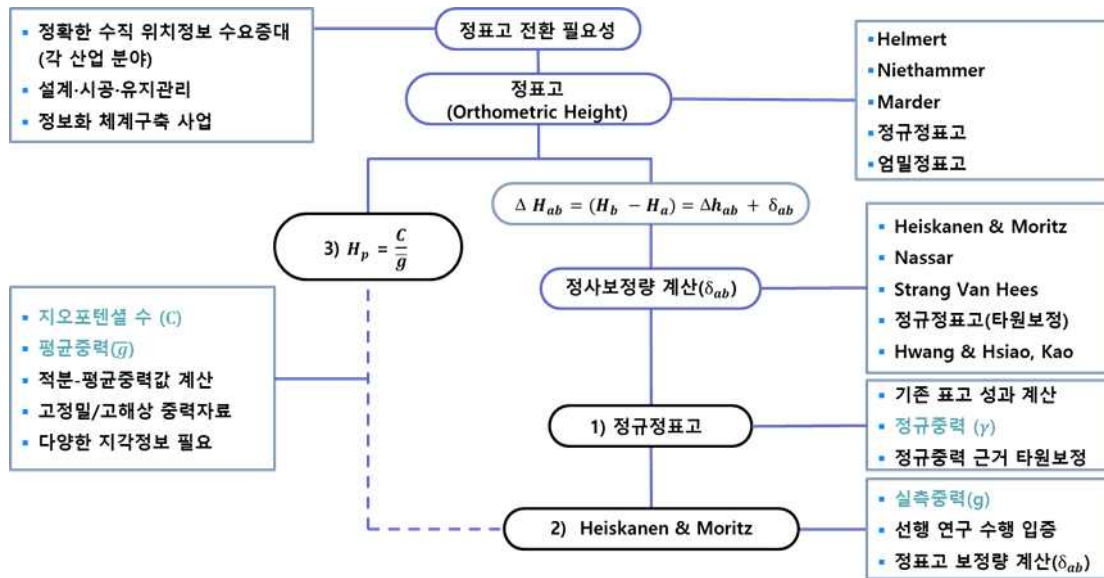 정표고 전환 필요성
▪ 정확한 수직 위치정보 수요증대
(각 산업 분야)
▪ 설계·시공·유지관리
▪ 정보화 체계구축 사업
정표고
(Orthometric Height)
▪ Helmert
▪ Niethammer
▪ Marder
▪ 정규정표고
▪ 엄밀정표고
Δ H_ab = (H_b − H_a) = Δh_ab + δ_ab
3) H_p = C / g̅
정사보정량 계산(δ_ab)
▪ Heiskanen & Moritz
▪ Nassar
▪ Strang Van Hees
▪ 정규정표고(타원보정)
▪ Hwang & Hsiao, Kao
▪ 지오포텐셜 수 (C)
▪ 평균중력(g̅)
▪ 적분-평균중력값 계산
▪ 고정밀/고해상 중력자료
▪ 다양한 지각정보 필요
1) 정규정표고
▪ 기존 표고 성과 계산
▪ 정규중력 (γ)
▪ 정규중력 근거 타원보정
2) Heiskanen & Moritz
▪ 실측중력(g)
▪ 선행 연구 수행 입증
▪ 정표고 보정량 계산(δ_ab)